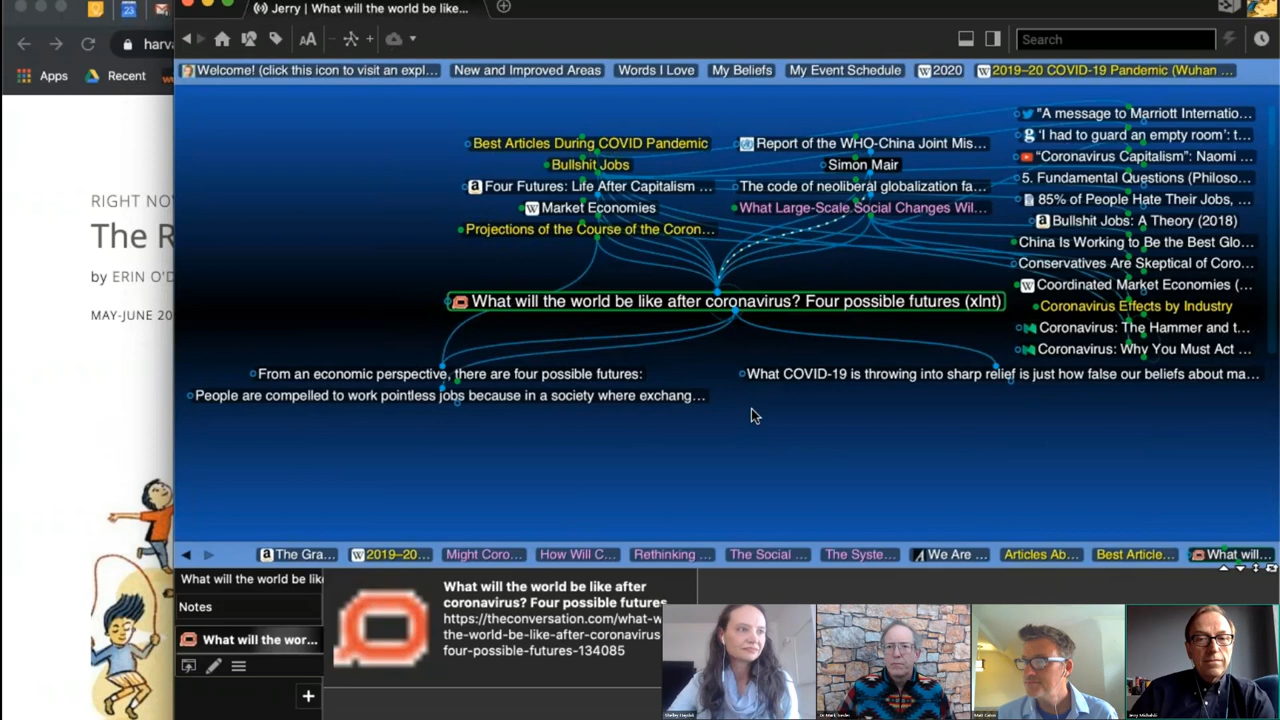 Jerry | What will the world be like...
harv
Apps
Recent
AA
Search
Welcome! (click this icon to visit an expl...
New and Improved Areas
Words I Love
My Beliefs
My Event Schedule
2020
2019–20 COVID-19 Pandemic (Wuhan ...
Best Articles During COVID Pandemic
Bullshit Jobs
Four Futures: Life After Capitalism ...
Market Economies
Projections of the Course of the Coron...
Report of the WHO-China Joint Mis...
Simon Mair
The code of neoliberal globalization fa...
What Large-Scale Social Changes Wil...
"A message to Marriott Internatio...
'I had to guard an empty room': t...
"Coronavirus Capitalism": Naomi ...
5. Fundamental Questions (Philoso...
85% of People Hate Their Jobs, ...
Bullshit Jobs: A Theory (2018)
China Is Working to Be the Best Glo...
Conservatives Are Skeptical of Coro...
Coordinated Market Economies (...
Coronavirus Effects by Industry
Coronavirus: The Hammer and t...
Coronavirus: Why You Must Act ...
What will the world be like after coronavirus? Four possible futures (xlnt)
From an economic perspective, there are four possible futures:
People are compelled to work pointless jobs because in a society where exchang...
What COVID-19 is throwing into sharp relief is just how false our beliefs about ma...
RIGHT NO
The R
by ERIN O'D
MAY-JUNE 20
The Gra...
2019–20...
Might Coro...
How Will C...
Rethinking ...
The Social ...
The Syste...
We Are ...
Articles Ab...
Best Article...
What will...
What will the world be lik
Notes
What will the wor...
What will the world be like after
coronavirus? Four possible futures
https://theconversation.com/what-w
the-world-be-like-after-coronavirus
four-possible-futures-134085